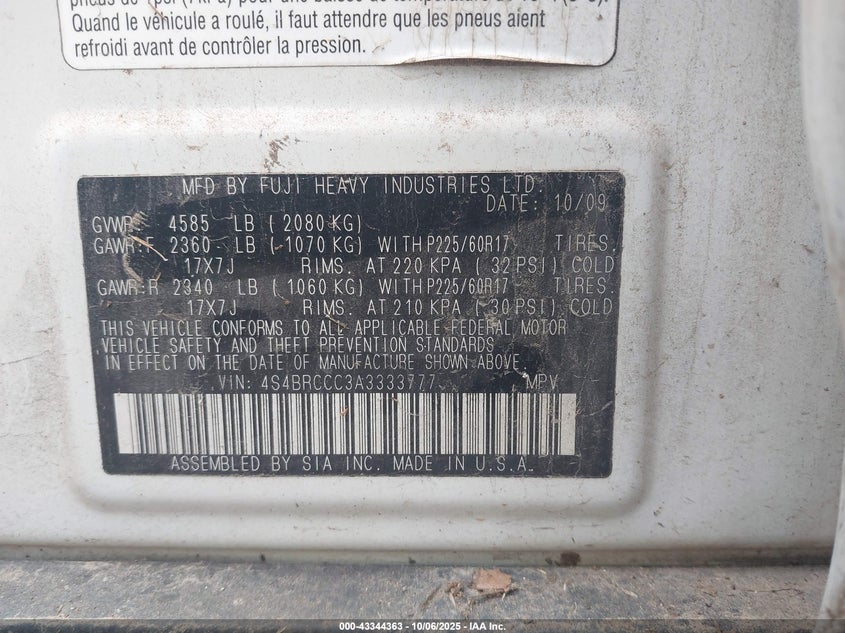 Quand le véhicule a roulé, il faut attendre que les pneus aient
refroidi avant de contrôler la pression.
MFD BY FUJI HEAVY INDUSTRIES LTD.
DATE: 10/09
GVWR: 4585 LB ( 2080 KG)
GAWR:F 2360 LB ( 1070 KG) WITH P225/60R17 TIRES.
17X7J RIMS. AT 220 KPA ( 32 PSI) COLD
GAWR:R 2340 LB ( 1060 KG) WITH P225/60R17 TIRES.
17X7J RIMS. AT 210 KPA ( 30 PSI) COLD
THIS VEHICLE CONFORMS TO ALL APPLICABLE FEDERAL MOTOR
VEHICLE SAFETY AND THEFT PREVENTION STANDARDS
IN EFFECT ON THE DATE OF MANUFACTURE SHOWN ABOVE.
VIN: 4S4BRCCC3A3333777 MPV
ASSEMBLED BY SIA INC. MADE IN U.S.A.
000-43344363 - 10/06/2025 - IAA Inc.